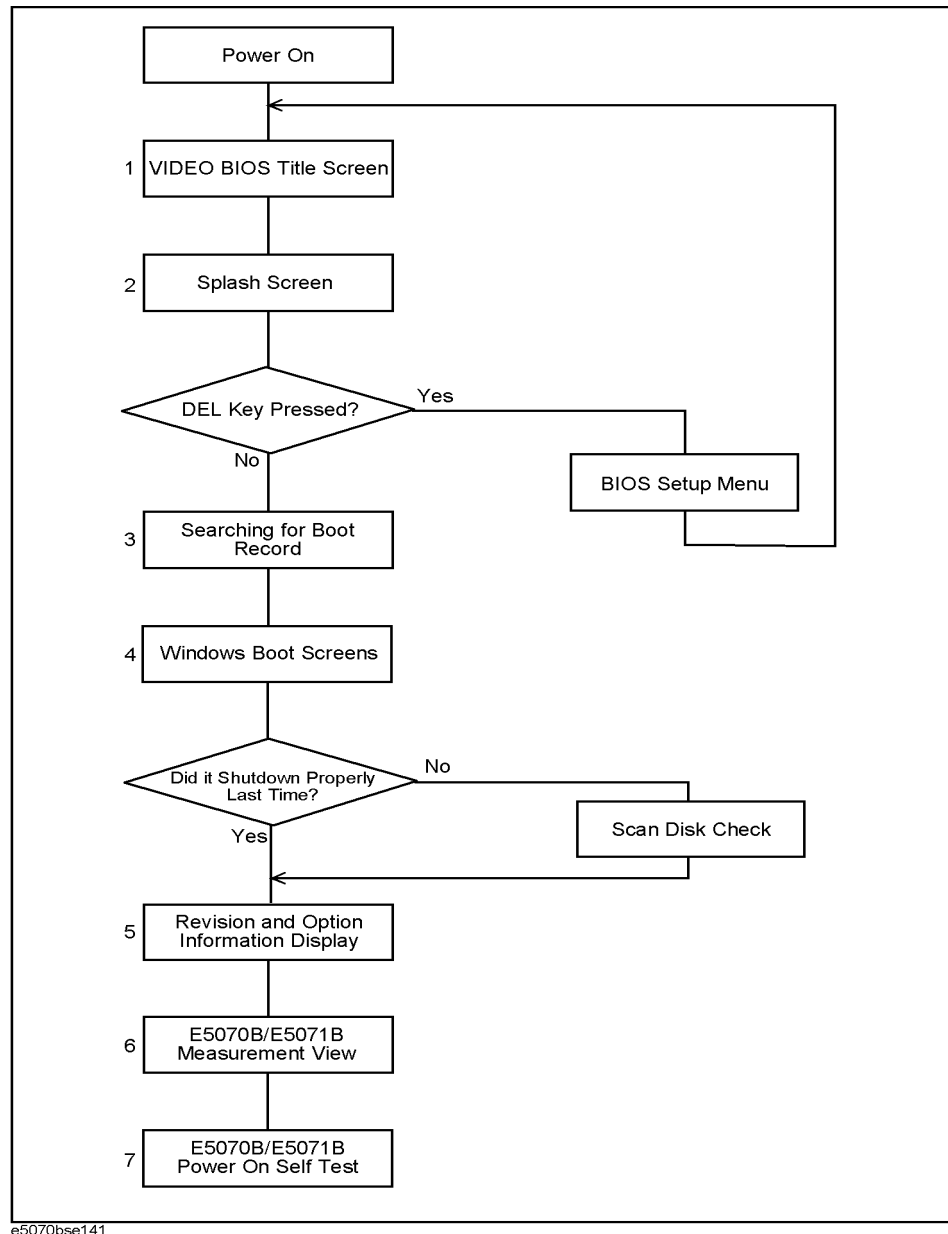 Power On
1 VIDEO BIOS Title Screen
2 Splash Screen
DEL Key Pressed?
Yes
No
BIOS Setup Menu
3 Searching for Boot
Record
4 Windows Boot Screens
Did it Shutdown Properly
Last Time?
No
Yes
Scan Disk Check
5 Revision and Option
Information Display
6 E5070B/E5071B
Measurement View
7 E5070B/E5071B
Power On Self Test
e5070bse141